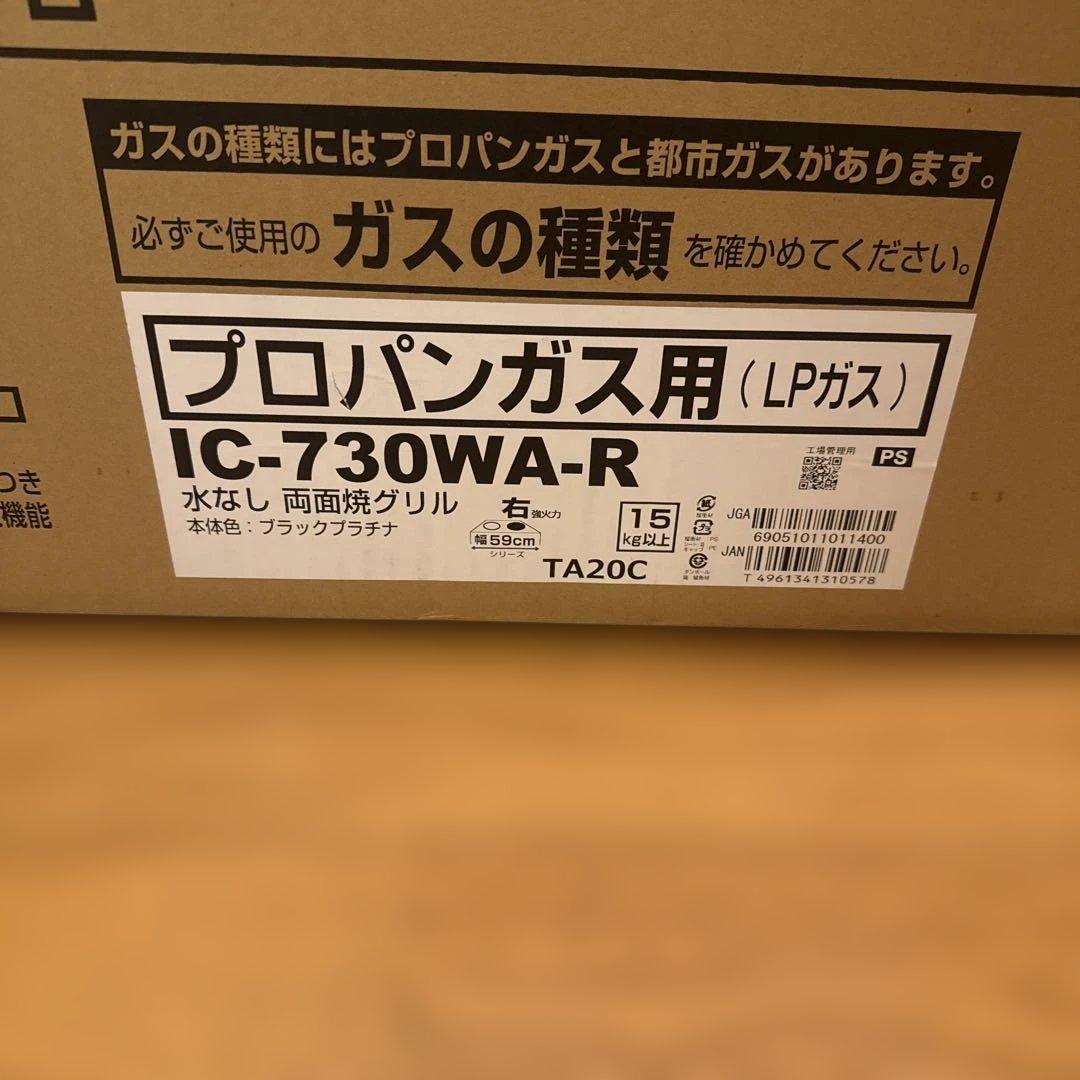 ガスの種類にはプロパンガスと都市ガスがあります。
必ずご使用の ガスの種類 を確かめてください。
プロパンガス用（LPガス）
IC-730WA-R
水なし 両面焼グリル
本体色：ブラックプラチナ
右強火力
幅59cm
シリーズ
15
kg以上
TA20C
工場管理用
PS
JGA
69051011011400
JAN
T 4961341310578
つき
機能